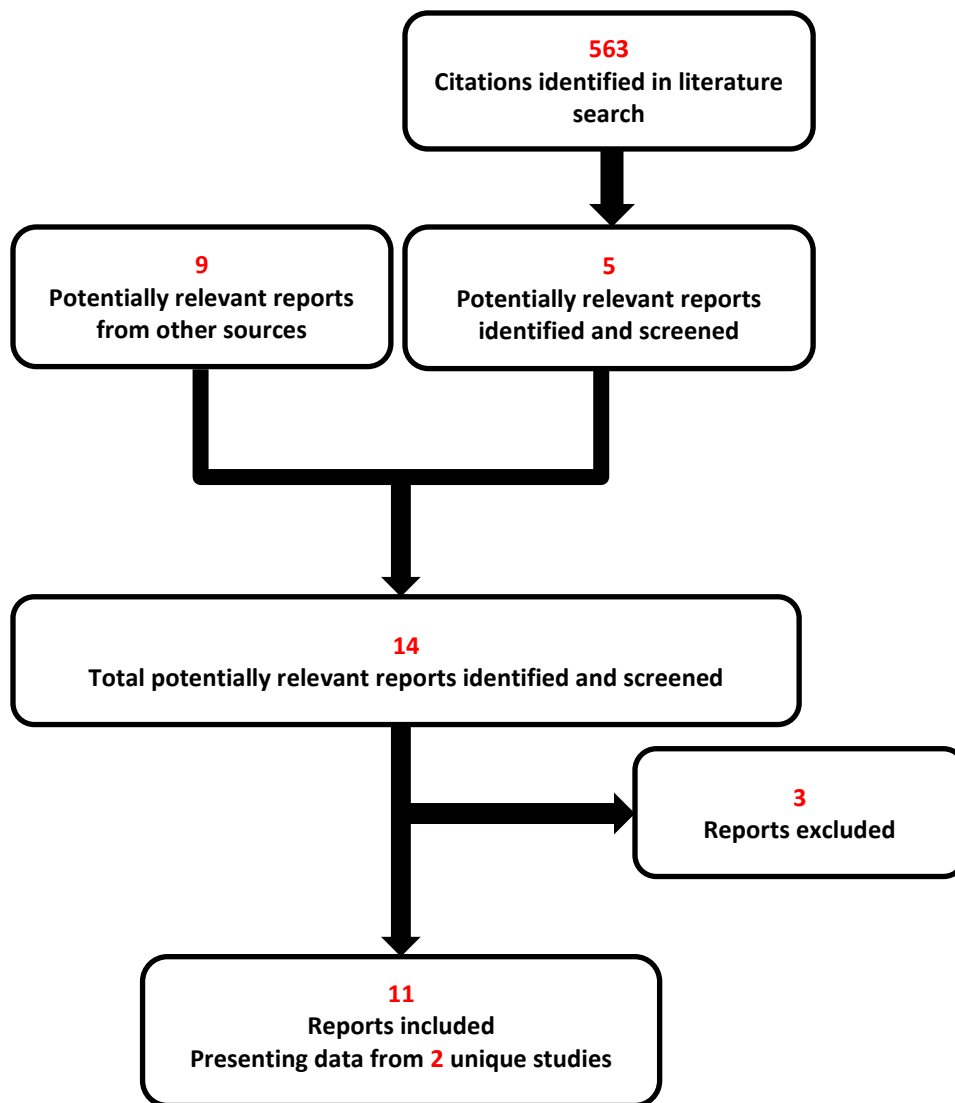 563
Citations identified in literature
search
9
Potentially relevant reports
from other sources
5
Potentially relevant reports
identified and screened
14
Total potentially relevant reports identified and screened
3
Reports excluded
11
Reports included
Presenting data from 2 unique studies